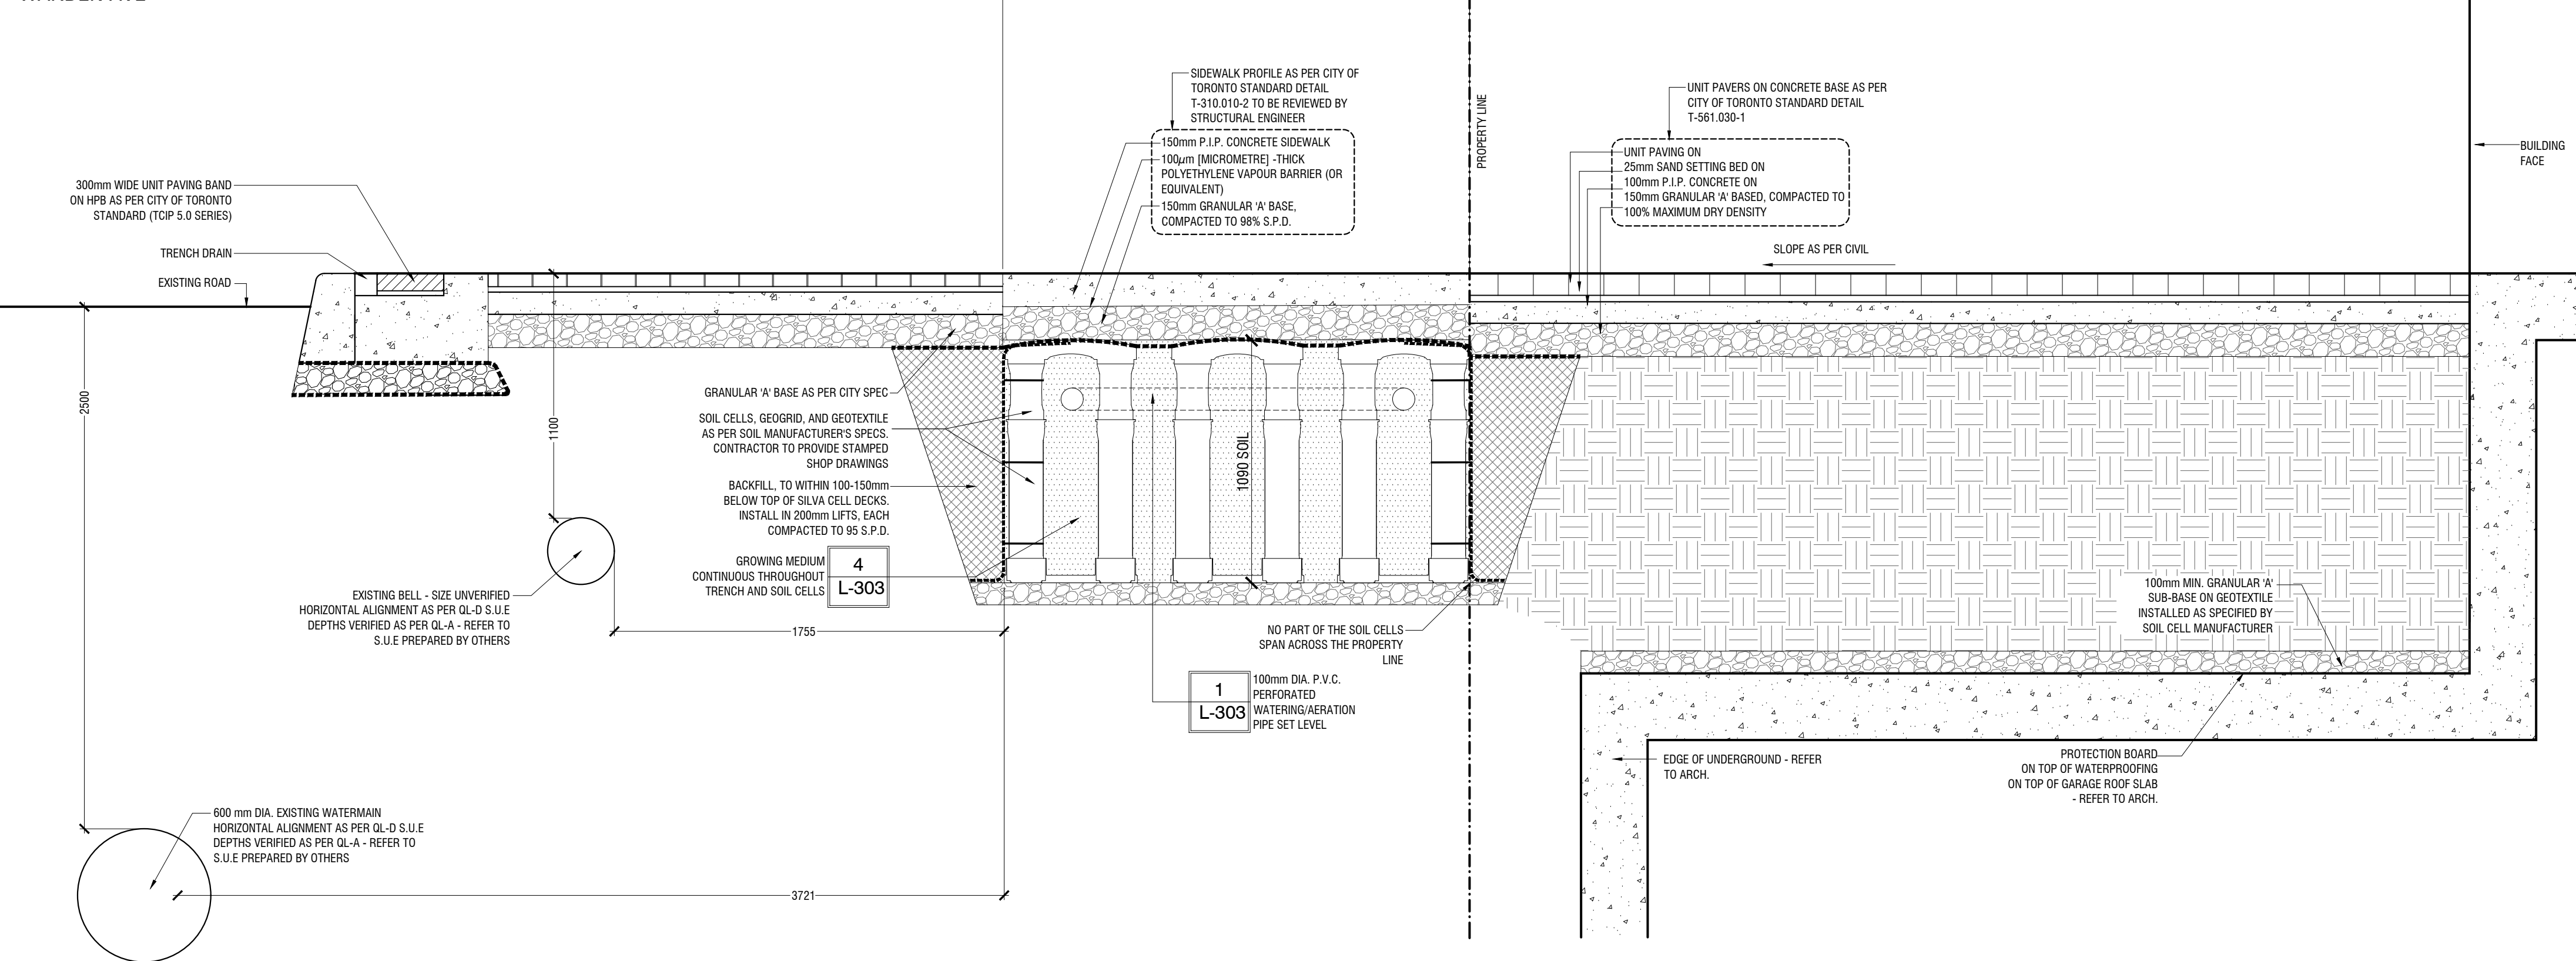 SIDEWALK PROFILE AS PER CITY OF
TORONTO STANDARD DETAIL
T-310.010-2 TO BE REVIEWED BY
STRUCTURAL ENGINEER
150mm P.I.P. CONCRETE SIDEWALK
100µm [MICROMETRE] -THICK
POLYETHYLENE VAPOUR BARRIER (OR
EQUIVALENT)
150mm GRANULAR 'A' BASE,
COMPACTED TO 98% S.P.D.
PROPERTY LINE
UNIT PAVERS ON CONCRETE BASE AS PER
CITY OF TORONTO STANDARD DETAIL
T-561.030-1
UNIT PAVING ON
25mm SAND SETTING BED ON
100mm P.I.P. CONCRETE ON
150mm GRANULAR 'A' BASED, COMPACTED TO
100% MAXIMUM DRY DENSITY
BUILDING
FACE
SLOPE AS PER CIVIL
300mm WIDE UNIT PAVING BAND
ON HPB AS PER CITY OF TORONTO
STANDARD (TCIP 5.0 SERIES)
TRENCH DRAIN
EXISTING ROAD
2500
1100
GRANULAR 'A' BASE AS PER CITY SPEC
SOIL CELLS, GEOGRID, AND GEOTEXTILE
AS PER SOIL MANUFACTURER'S SPECS.
CONTRACTOR TO PROVIDE STAMPED
SHOP DRAWINGS
BACKFILL, TO WITHIN 100-150mm
BELOW TOP OF SILVA CELL DECKS.
INSTALL IN 200mm LIFTS, EACH
COMPACTED TO 95 S.P.D.
GROWING MEDIUM
CONTINUOUS THROUGHOUT
TRENCH AND SOIL CELLS
4
L-303
1090 SOIL
EXISTING BELL - SIZE UNVERIFIED
HORIZONTAL ALIGNMENT AS PER QL-D S.U.E
DEPTHS VERIFIED AS PER QL-A - REFER TO
S.U.E PREPARED BY OTHERS
1755
NO PART OF THE SOIL CELLS
SPAN ACROSS THE PROPERTY
LINE
1
L-303
100mm DIA. P.V.C.
PERFORATED
WATERING/AERATION
PIPE SET LEVEL
100mm MIN. GRANULAR 'A'
SUB-BASE ON GEOTEXTILE
INSTALLED AS SPECIFIED BY
SOIL CELL MANUFACTURER
EDGE OF UNDERGROUND - REFER
TO ARCH.
PROTECTION BOARD
ON TOP OF WATERPROOFING
ON TOP OF GARAGE ROOF SLAB
- REFER TO ARCH.
600 mm DIA. EXISTING WATERMAIN
HORIZONTAL ALIGNMENT AS PER QL-D S.U.E
DEPTHS VERIFIED AS PER QL-A - REFER TO
S.U.E PREPARED BY OTHERS
3721